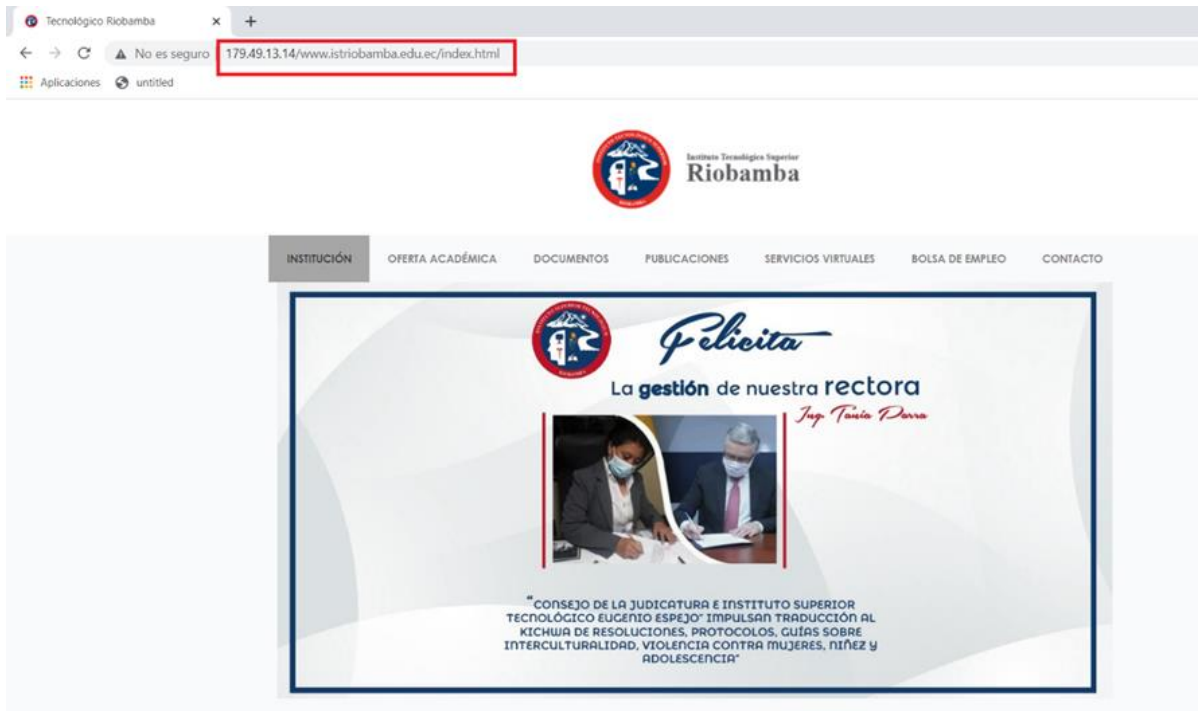 Tecnológico Riobamba
No es seguro
179.49.13.14/www.istriobamba.edu.ec/index.html
Aplicaciones
untitled
Instituto Tecnológico Superior
Riobamba
INSTITUCIÓN OFERTA ACADÉMICA DOCUMENTOS PUBLICACIONES SERVICIOS VIRTUALES BOLSA DE EMPLEO CONTACTO
Felicita
La gestión de nuestra rectora
Ing. Tania Parra
"CONSEJO DE LA JUDICATURA E INSTITUTO SUPERIOR
TECNOLÓGICO EUGENIO ESPEJO" IMPULSAN TRADUCCIÓN AL
KICHWA DE RESOLUCIONES, PROTOCOLOS, GUÍAS SOBRE
INTERCULTURALIDAD, VIOLENCIA CONTRA MUJERES, NIÑEZ Y
ADOLESCENCIA"